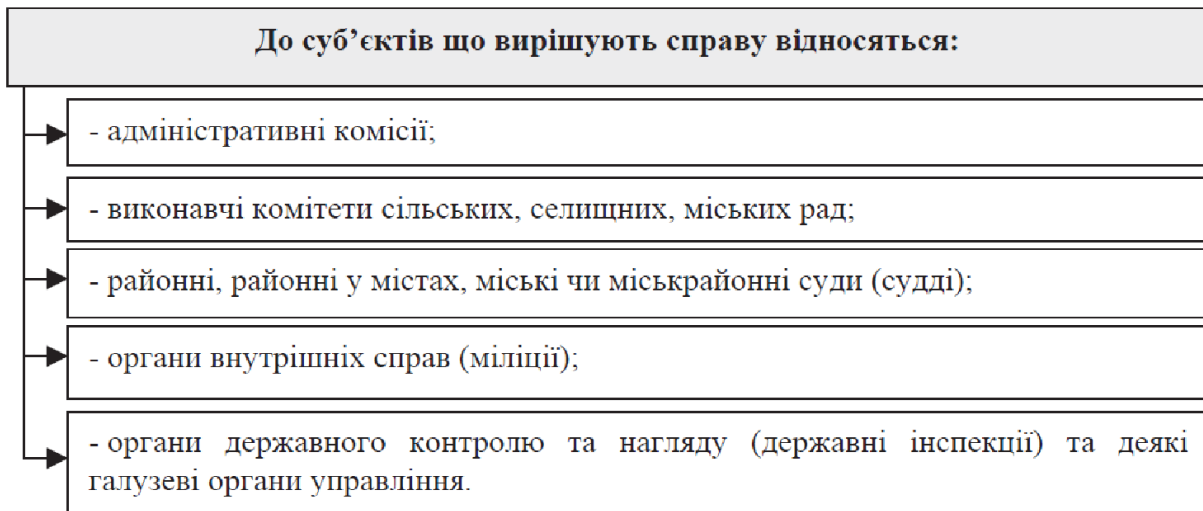 До суб’єктів що вирішують справу відносяться:
- адміністративні комісії;
- виконавчі комітети сільських, селищних, міських рад;
- районні, районні у містах, міські чи міськрайонні суди (судді);
- органи внутрішніх справ (міліції);
- органи державного контролю та нагляду (державні інспекції) та деякі
галузеві органи управління.